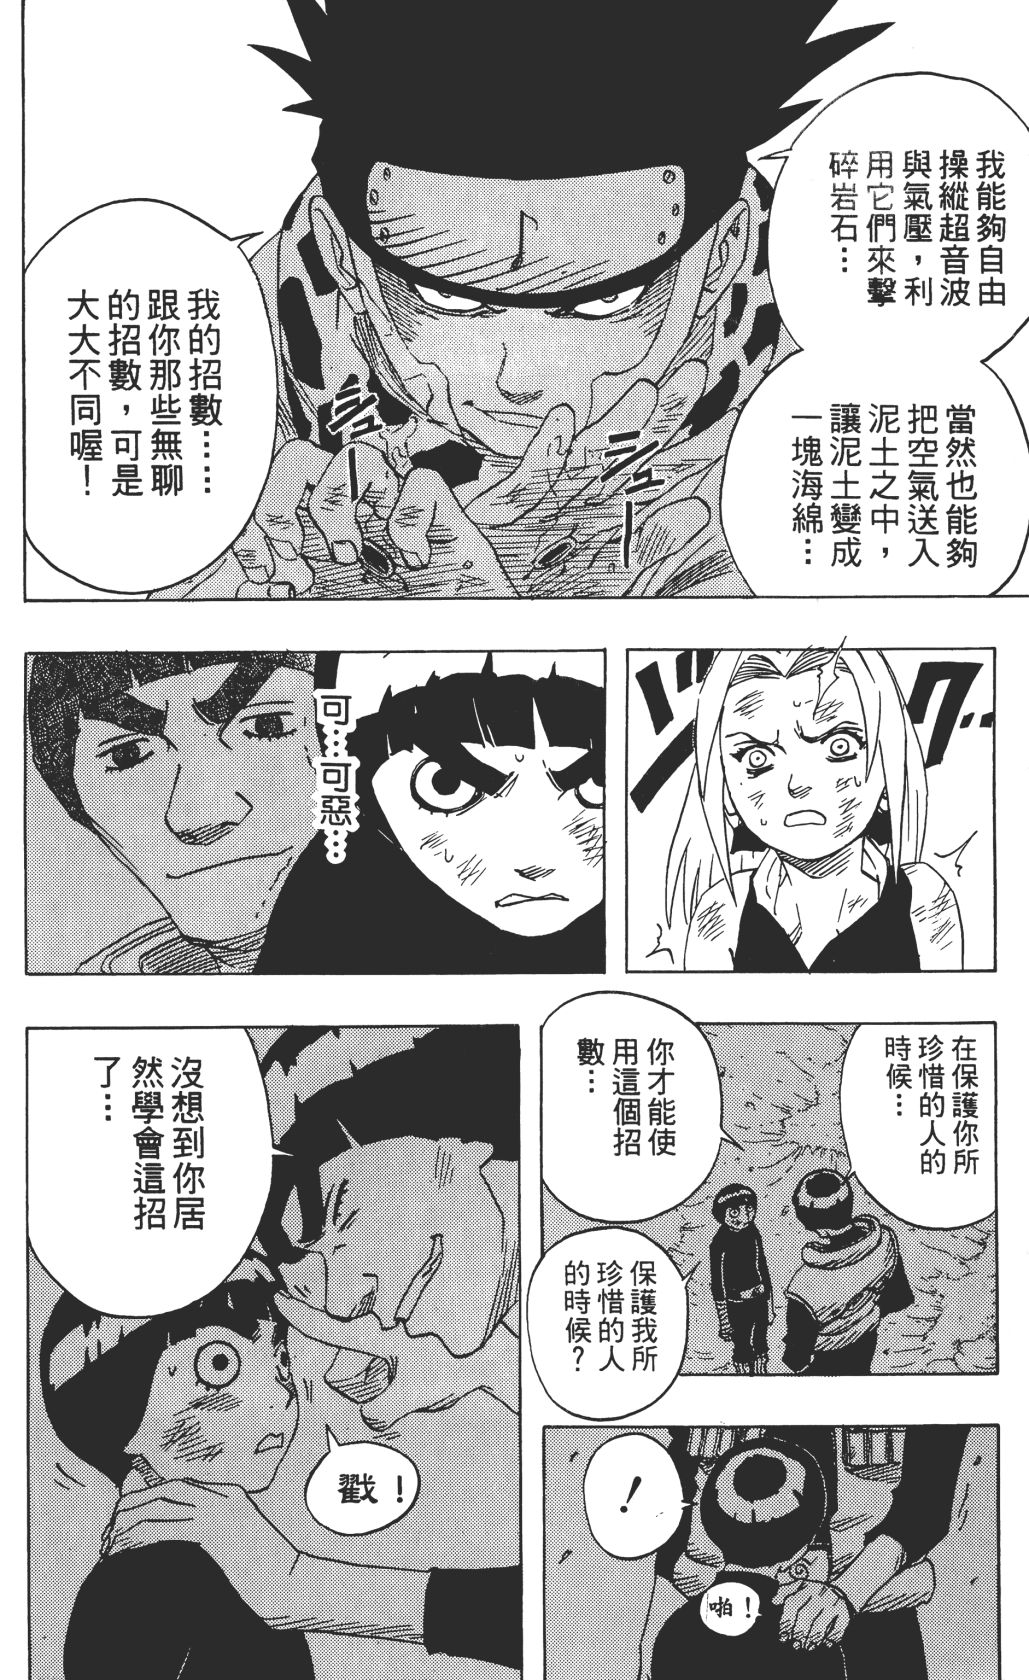 我能夠自由
操縱超音波
與氣壓，利
用它們來擊
碎岩石…
當然也能夠
把空氣送入
泥土之中，
讓泥土變成
一塊海綿…
我的招數……
跟你那些無聊
的招數，可是
大大不同喔！
可…可惡…
在保護你所
珍惜的人的
時候…
你才能使
用這個招
數…
保護我所
珍惜的人
的時候？
！
啪！
沒想到你居
然學會這招
了…
戳！